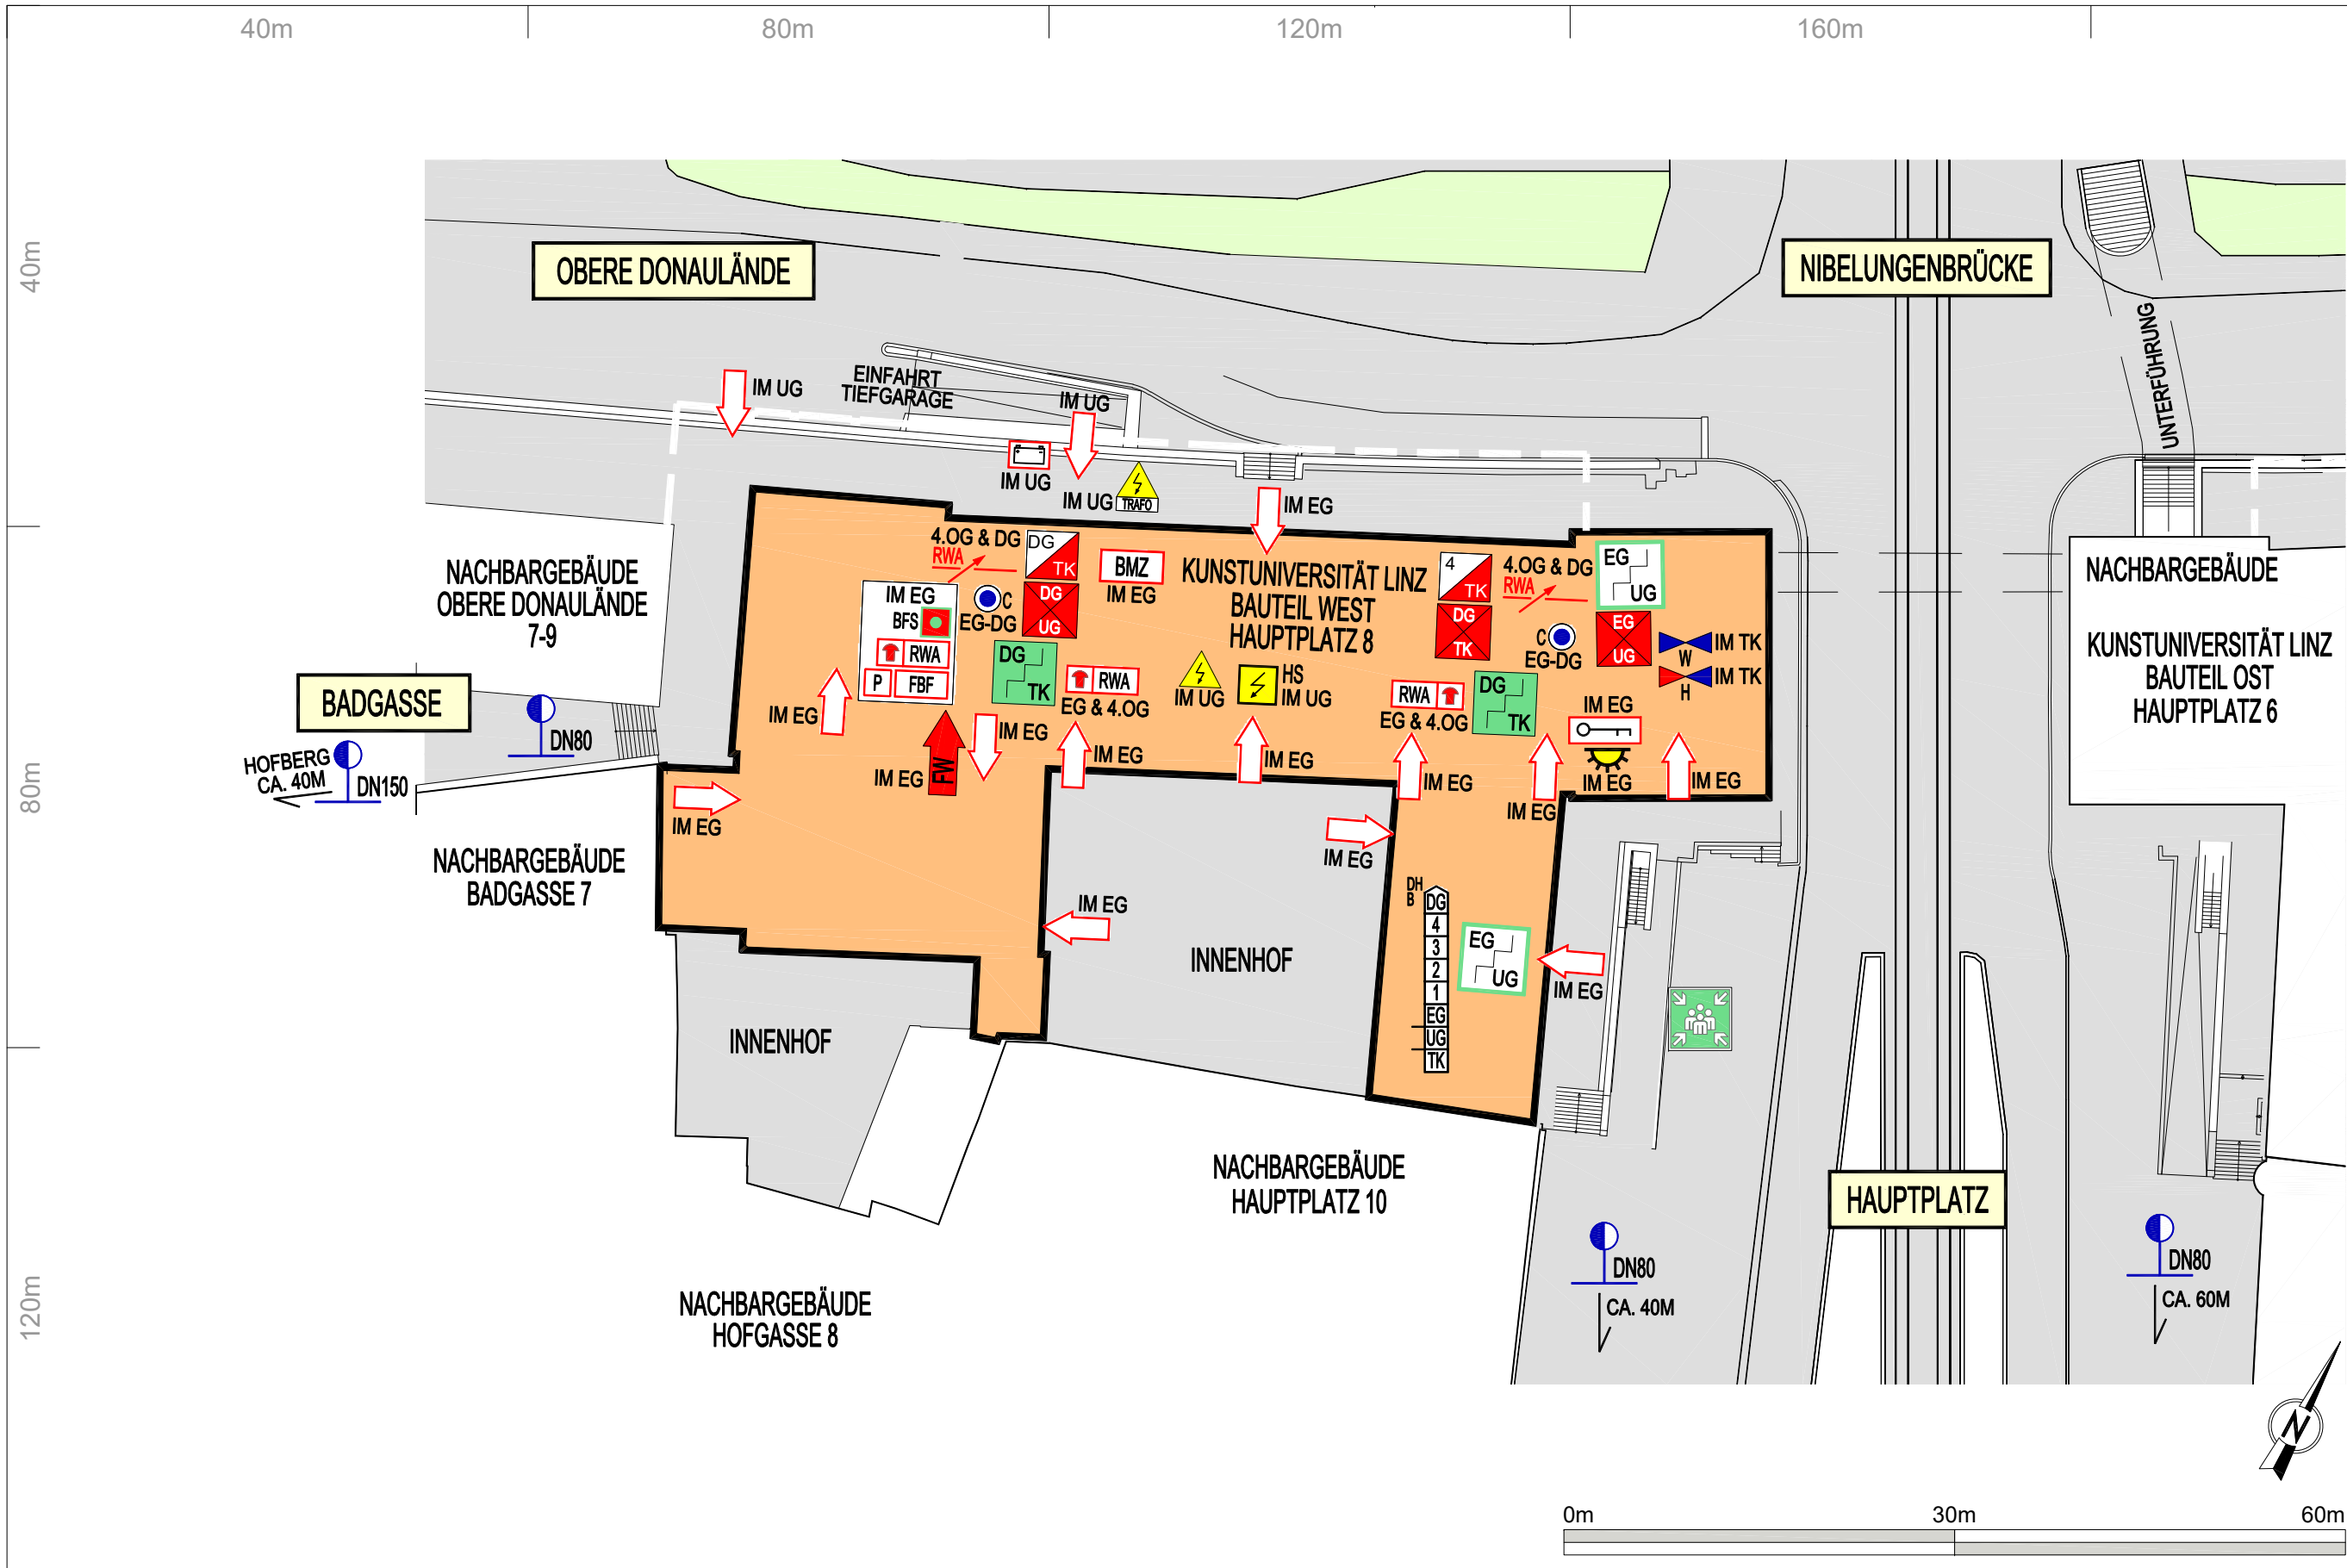 40m
80m
120m
160m
40m
80m
120m
OBERE DONAULÄNDE
NIBELUNGENBRÜCKE
UNTERFÜHRUNG
EINFAHRT
TIEFGARAGE
IM UG
IM UG
IM UG
IM UG
TRAFO
IM EG
NACHBARGEBÄUDE
OBERE DONAULÄNDE
7-9
4.OG & DG
RWA
DG
TK
BMZ
IM EG
KUNSTUNIVERSITÄT LINZ
BAUTEIL WEST
HAUPTPLATZ 8
4
TK
4.OG & DG
RWA
EG
UG
NACHBARGEBÄUDE
KUNSTUNIVERSITÄT LINZ
BAUTEIL OST
HAUPTPLATZ 6
IM EG
BFS
RWA
P
FBF
C
EG-DG
DG
UG
DG
TK
RWA
EG & 4.OG
IM UG
HS
IM UG
DG
TK
C
EG-DG
EG
UG
W
IM TK
H
IM TK
RWA
EG & 4.OG
DG
TK
IM EG
IM EG
BADGASSE
DN80
HOFBERG
CA. 40M
DN150
IM EG
IM EG
FW
IM EG
IM EG
IM EG
IM EG
IM EG
IM EG
IM EG
IM EG
NACHBARGEBÄUDE
BADGASSE 7
IM EG
INNENHOF
DH
B
DG
4
3
2
1
EG
UG
TK
EG
UG
IM EG
INNENHOF
NACHBARGEBÄUDE
HAUPTPLATZ 10
HAUPTPLATZ
DN80
CA. 40M
DN80
CA. 60M
NACHBARGEBÄUDE
HOFGASSE 8
N
0m
30m
60m